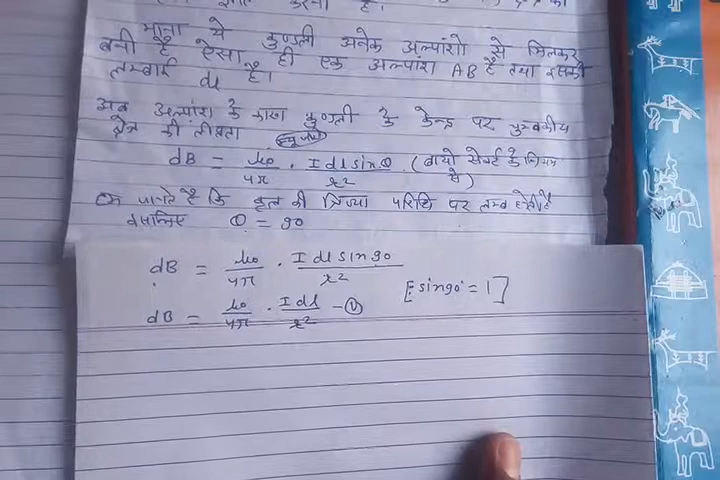 माना ये कुण्डली अनेक अल्पांशो से मिलकर
बनी है ऐसा ही एक अल्पांश AB है तथा इसकी
लम्बाई dl है।
अब अल्पांश के कारण कुण्डली के केन्द्र पर चुम्बकीय
क्षेत्र की तीव्रता
dB = μ0/4π . I dl sinθ/r2 (बायो सेवर्ट के नियम
से)
हम जानते है कि वृत्त की त्रिज्या परिधि पर लम्ब होती है
इसलिए θ = 90
dB = μ0/4π . I dl sin90/r2
[sin90 = 1]
dB = μ0/4π . I dl/r2 – ①